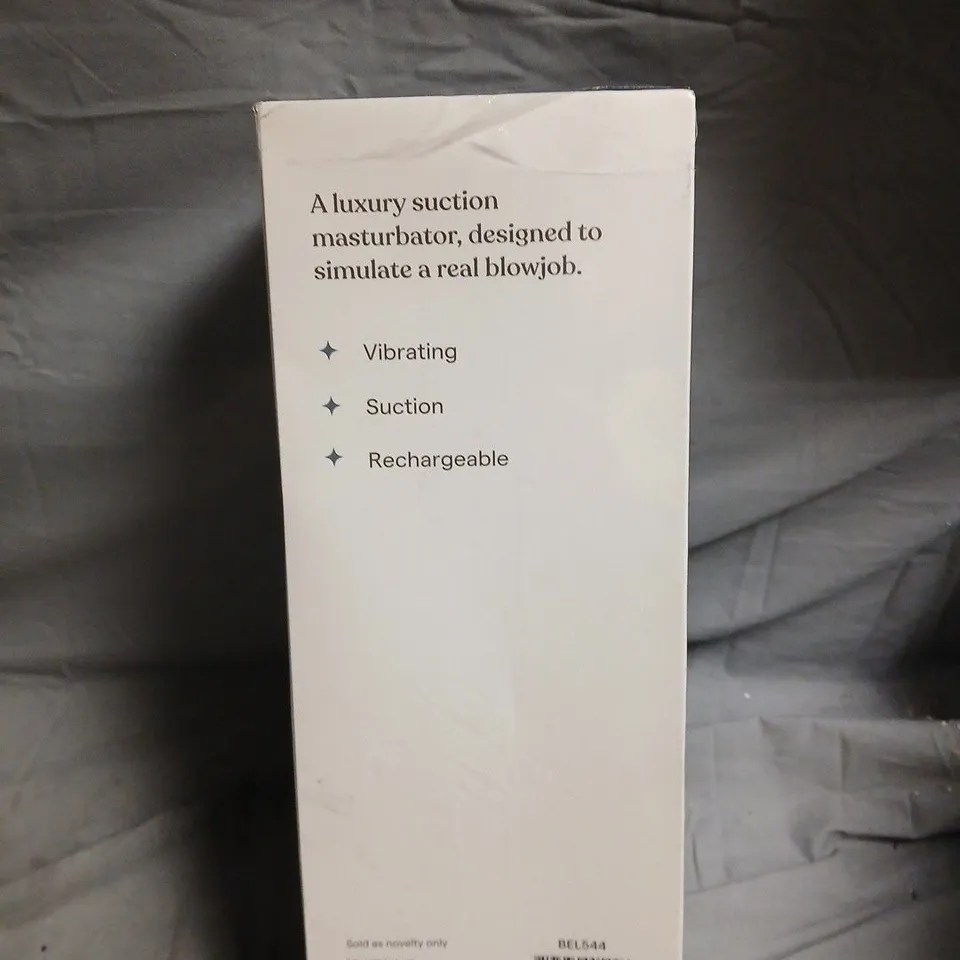 A luxury suction
masturbator, designed to
simulate a real blowjob.
Vibrating
Suction
Rechargeable
Sold as novelty only
BEL544